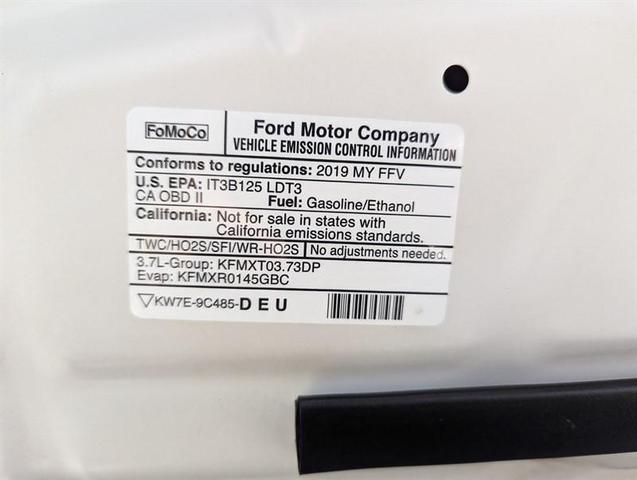 FoMoCo
Ford Motor Company
VEHICLE EMISSION CONTROL INFORMATION
Conforms to regulations: 2019 MY FFV
U.S. EPA: IT3B125 LDT3
CA OBD II Fuel: Gasoline/Ethanol
California: Not for sale in states with
California emissions standards.
TWC/HO2S/SFI/WR-HO2S No adjustments needed.
3.7L-Group: KFMXT03.73DP
Evap: KFMXR0145GBC
KW7E-9C485-D E U